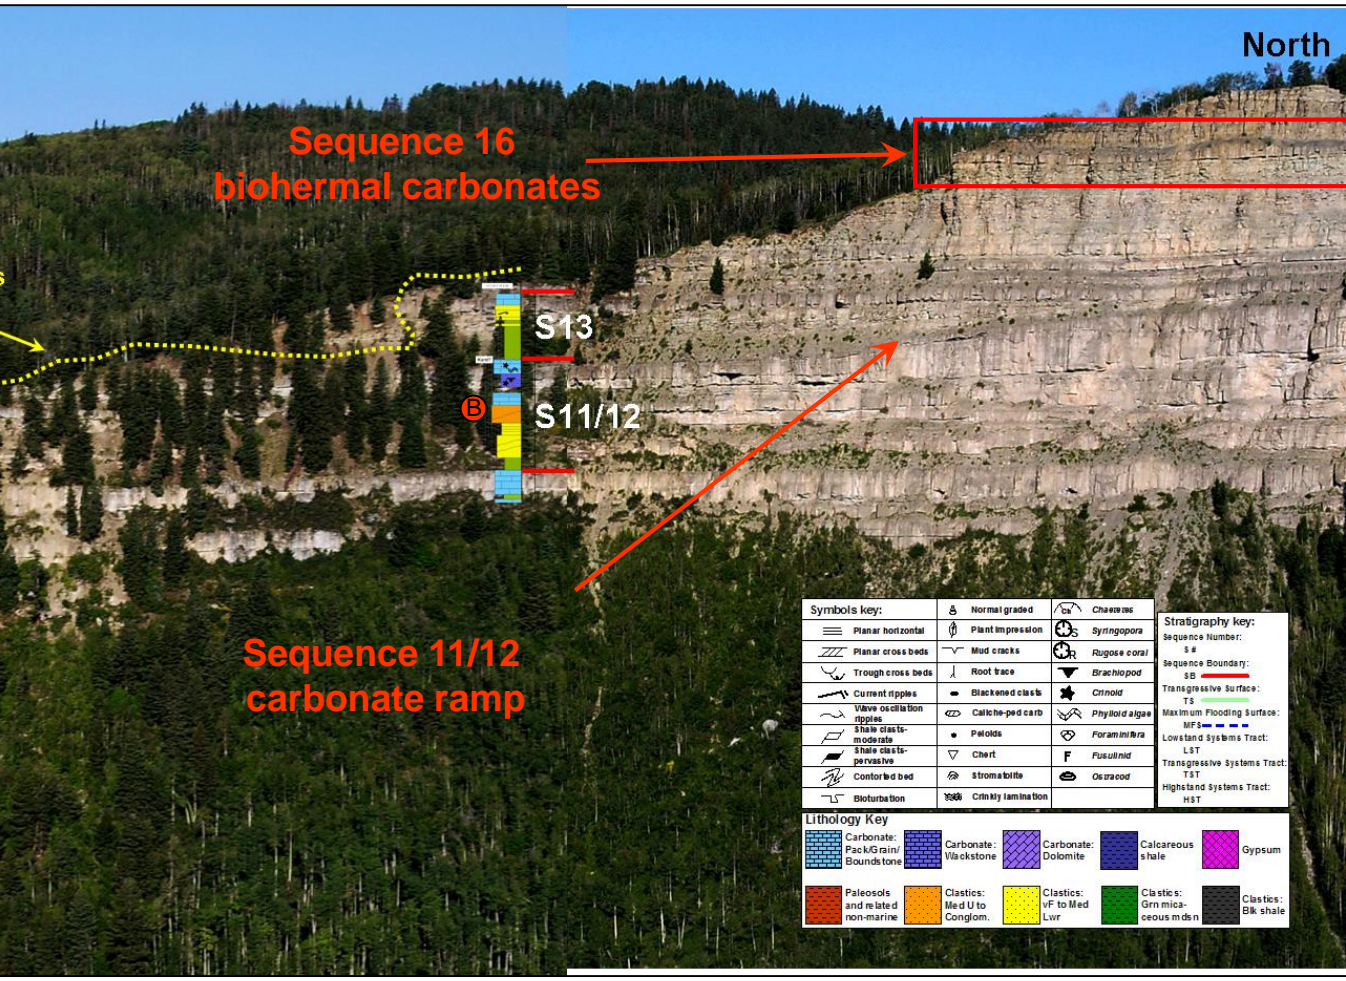 North
Sequence 16
biohermal carbonates
s
S13
B
S11/12
Sequence 11/12
carbonate ramp
Symbols key:
Planar horizontal
Planar cross beds
Trough cross beds
Current ripples
Wave oscillation
ripples
Shale clasts-
moderate
Shale clasts-
pervasive
Contorted bed
Bioturbation
Normal graded
Plant impression
Mud cracks
Root trace
Blackened clasts
Caliche-ped carb
Peloids
Chert
Stromatolite
Crinkly lamination
Ch
Chaetetes
S
Syringopora
R
Rugose coral
Brachiopod
Crinoid
Phylloid algae
Foraminifera
F
Fusulinid
Ostracod
Stratigraphy key:
Sequence Number:
S #
Sequence Boundary:
SB
Transgressive Surface:
TS
Maximum Flooding Surface:
MFS
Lowstand Systems Tract:
LST
Transgressive Systems Tract:
TST
Highstand Systems Tract:
HST
Lithology Key
Carbonate:
Pack/Grain/
Boundstone
Carbonate:
Wackstone
Carbonate:
Dolomite
Calcareous
shale
Gypsum
Paleosols
and related
non-marine
Clastics:
Med U to
Conglom.
Clastics:
vF to Med
Lwr
Clastics:
Grn mica-
ceous mdsn
Clastics:
Blk shale